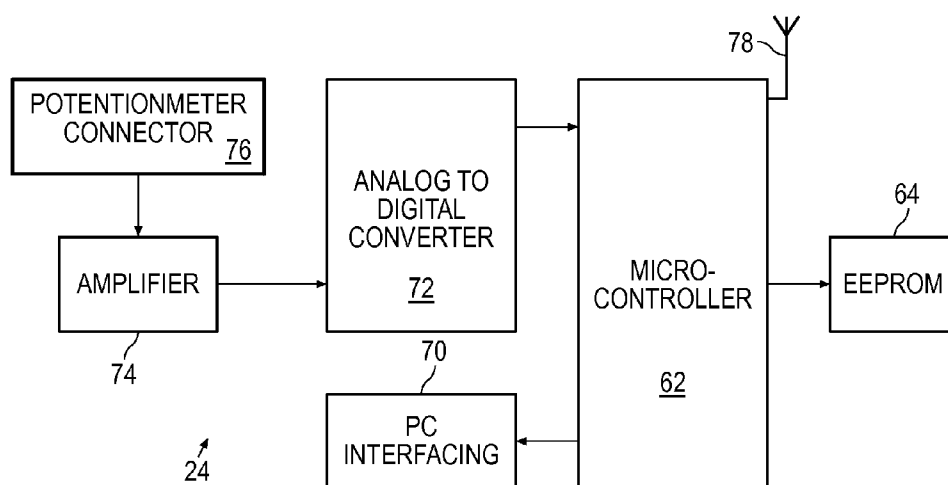 78
POTENTIONMETER
CONNECTOR
76
ANALOG TO
DIGITAL
CONVERTER
72
64
AMPLIFIER
MICRO-
CONTROLLER
EEPROM
74
70
62
PC
INTERFACING
24